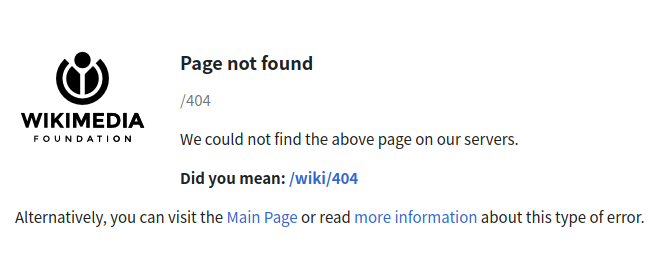 WIKIMEDIA
FOUNDATION
Page not found
/404
We could not find the above page on our servers.
Did you mean: /wiki/404
Alternatively, you can visit the Main Page or read more information about this type of error.